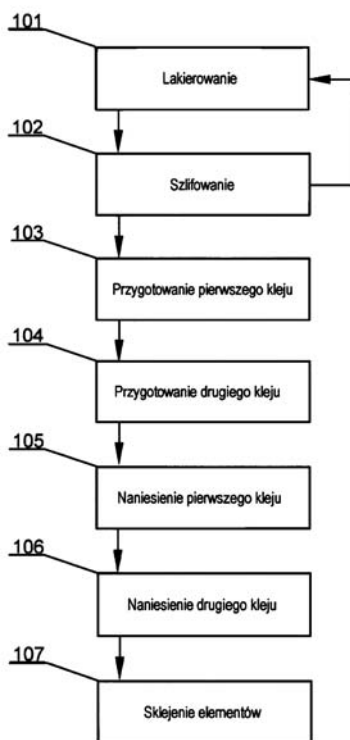 101
Lakierowanie
102
Szlifowanie
103
Przygotowanie pierwszego kleju
104
Przygotowanie drugiego kleju
105
Naniesienie pierwszego kleju
106
Naniesienie drugiego kleju
107
Sklejenie elementów